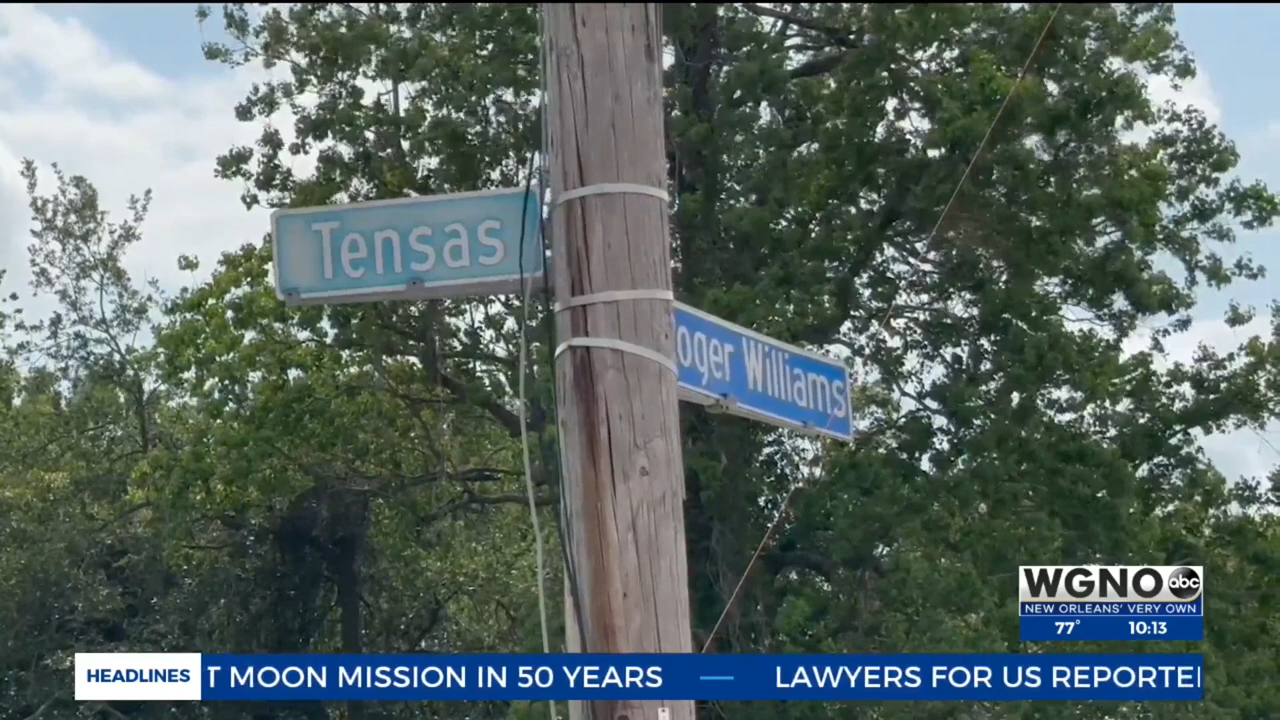 Tensas
oger Williams
WGNO abc
NEW ORLEANS' VERY OWN
77° 10:13
HEADLINES T MOON MISSION IN 50 YEARS — LAWYERS FOR US REPORTE